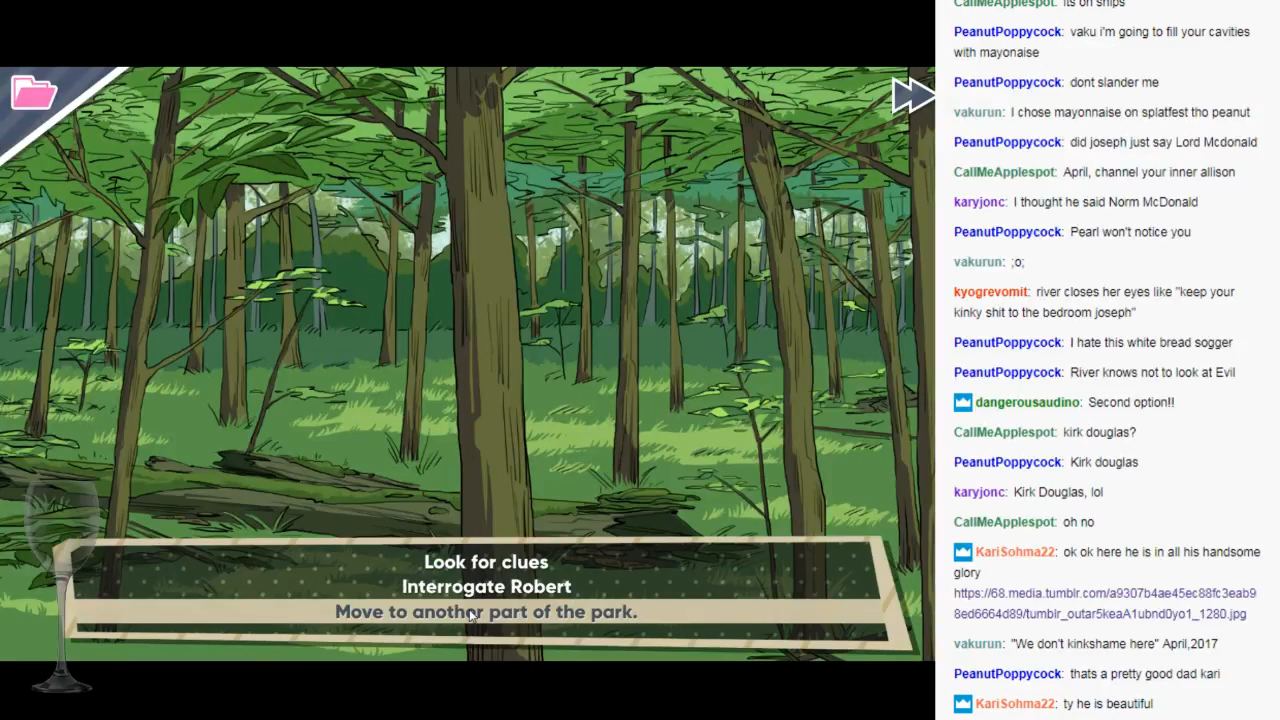 Look for clues
Interrogate Robert
Move to another part of the park.
CallMeApplespot: its on ships
PeanutPoppycock: vaku i'm going to fill your cavities
with mayonaise
PeanutPoppycock: dont slander me
vakurun: I chose mayonnaise on splatfest tho peanut
PeanutPoppycock: did joseph just say Lord Mcdonald
CallMeApplespot: April, channel your inner allison
karyjonc: I thought he said Norm McDonald
PeanutPoppycock: Pearl won't notice you
vakurun: ;o;
kyogrevomit: river closes her eyes like "keep your
kinky shit to the bedroom joseph"
PeanutPoppycock: I hate this white bread sogger
PeanutPoppycock: River knows not to look at Evil
dangerousaudino: Second option!!
CallMeApplespot: kirk douglas?
PeanutPoppycock: Kirk douglas
karyjonc: Kirk Douglas, lol
CallMeApplespot: oh no
KariSohma22: ok ok here he is in all his handsome
glory
https://68.media.tumblr.com/a9307b4ae45ec88fc3eab9
8ed6664d89/tumblr_outar5keaA1ubnd0yo1_1280.jpg
vakurun: "We don't kinkshame here" April,2017
PeanutPoppycock: thats a pretty good dad kari
KariSohma22: ty he is beautiful